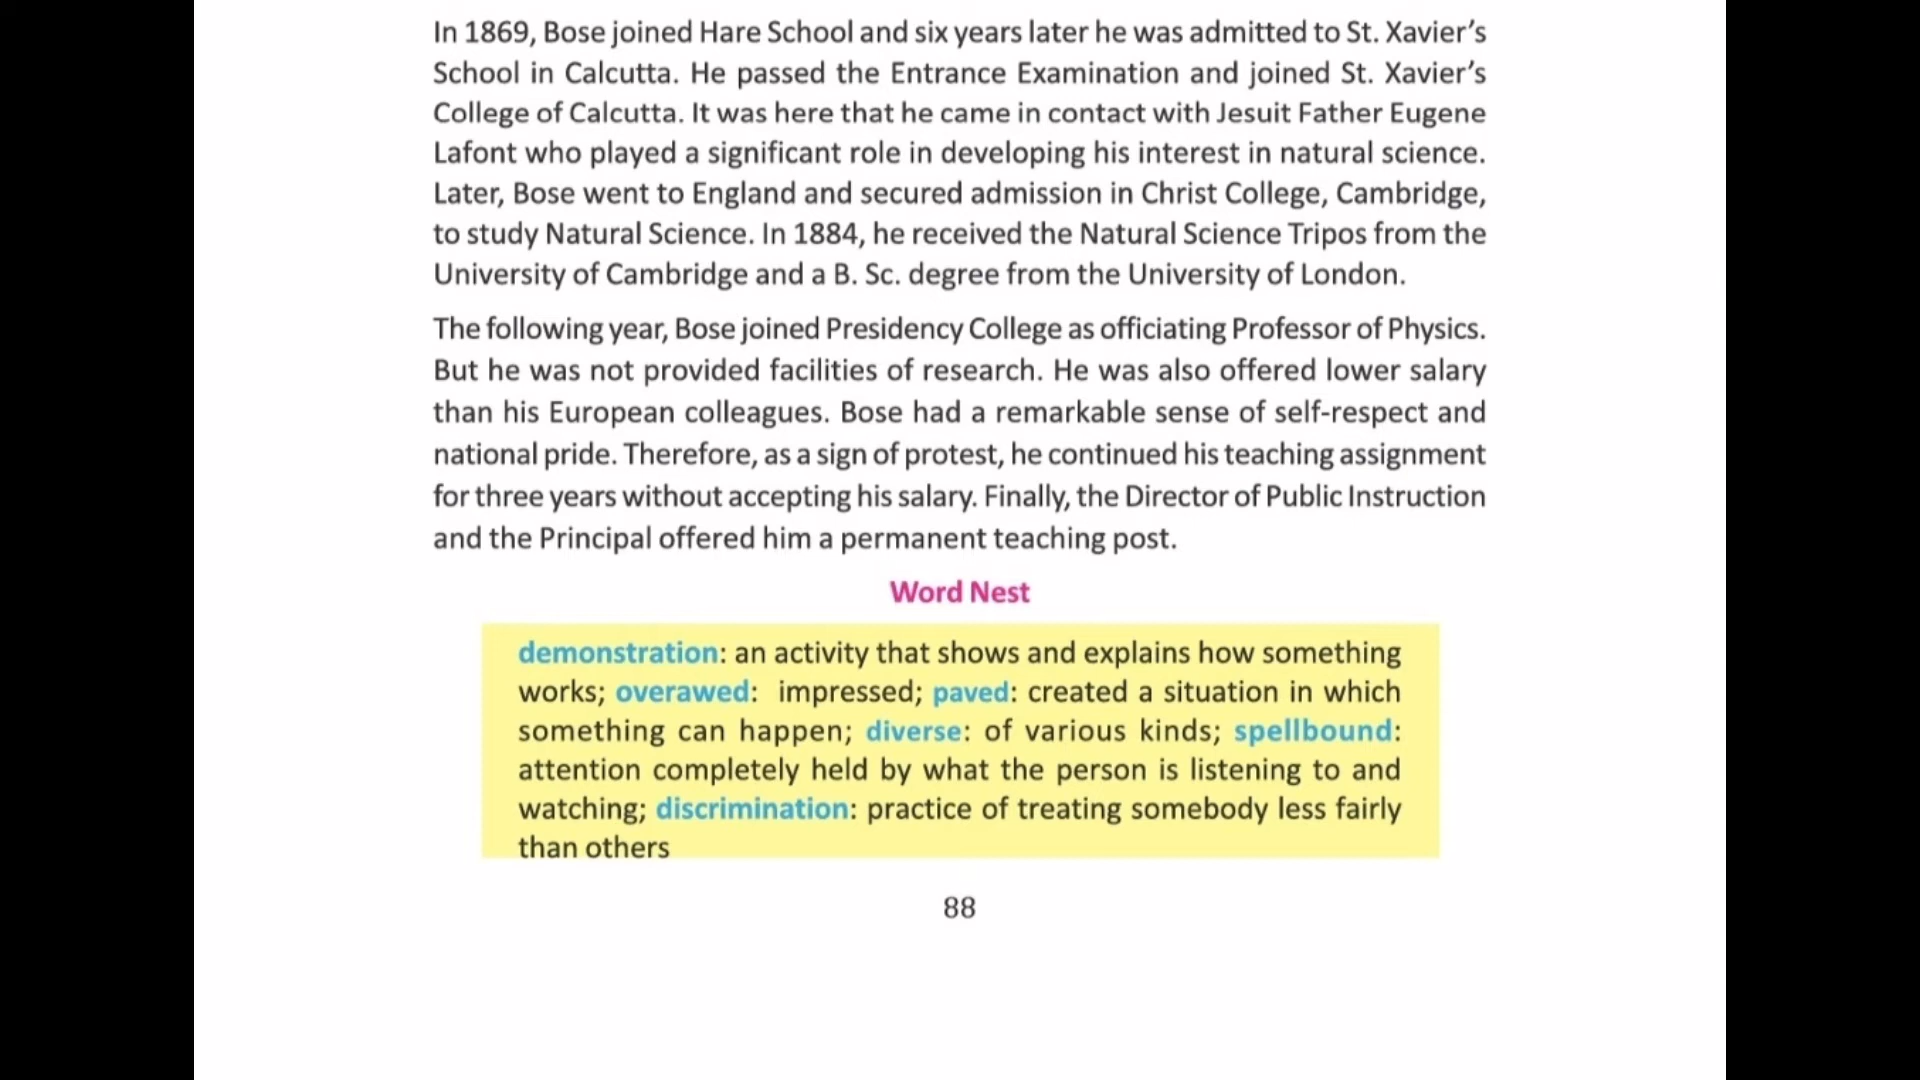 In 1869, Bose joined Hare School and six years later he was admitted to St. Xavier’s
School in Calcutta. He passed the Entrance Examination and joined St. Xavier’s
College of Calcutta. It was here that he came in contact with Jesuit Father Eugene
Lafont who played a significant role in developing his interest in natural science.
Later, Bose went to England and secured admission in Christ College, Cambridge,
to study Natural Science. In 1884, he received the Natural Science Tripos from the
University of Cambridge and a B. Sc. degree from the University of London.
The following year, Bose joined Presidency College as officiating Professor of Physics.
But he was not provided facilities of research. He was also offered lower salary
than his European colleagues. Bose had a remarkable sense of self-respect and
national pride. Therefore, as a sign of protest, he continued his teaching assignment
for three years without accepting his salary. Finally, the Director of Public Instruction
and the Principal offered him a permanent teaching post.
Word Nest
demonstration: an activity that shows and explains how something
works; overawed: impressed; paved: created a situation in which
something can happen; diverse: of various kinds; spellbound:
attention completely held by what the person is listening to and
watching; discrimination: practice of treating somebody less fairly
than others
88